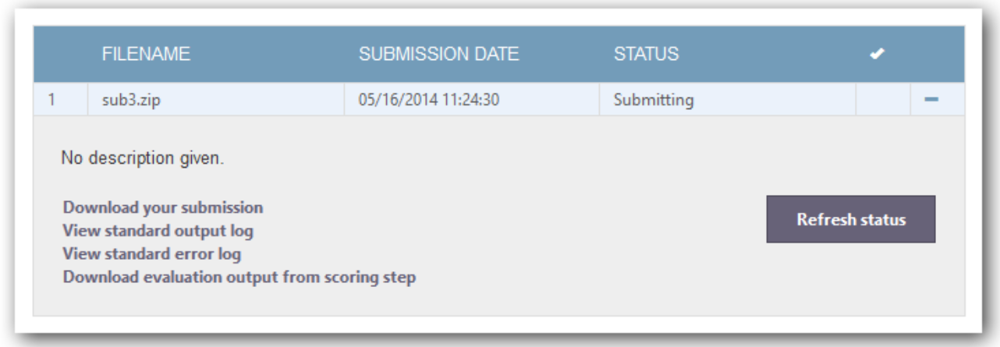 FILENAME SUBMISSION DATE STATUS
1 sub3.zip 05/16/2014 11:24:30 Submitting
No description given.
Download your submission
View standard output log
Refresh status
View standard error log
Download evaluation output from scoring step